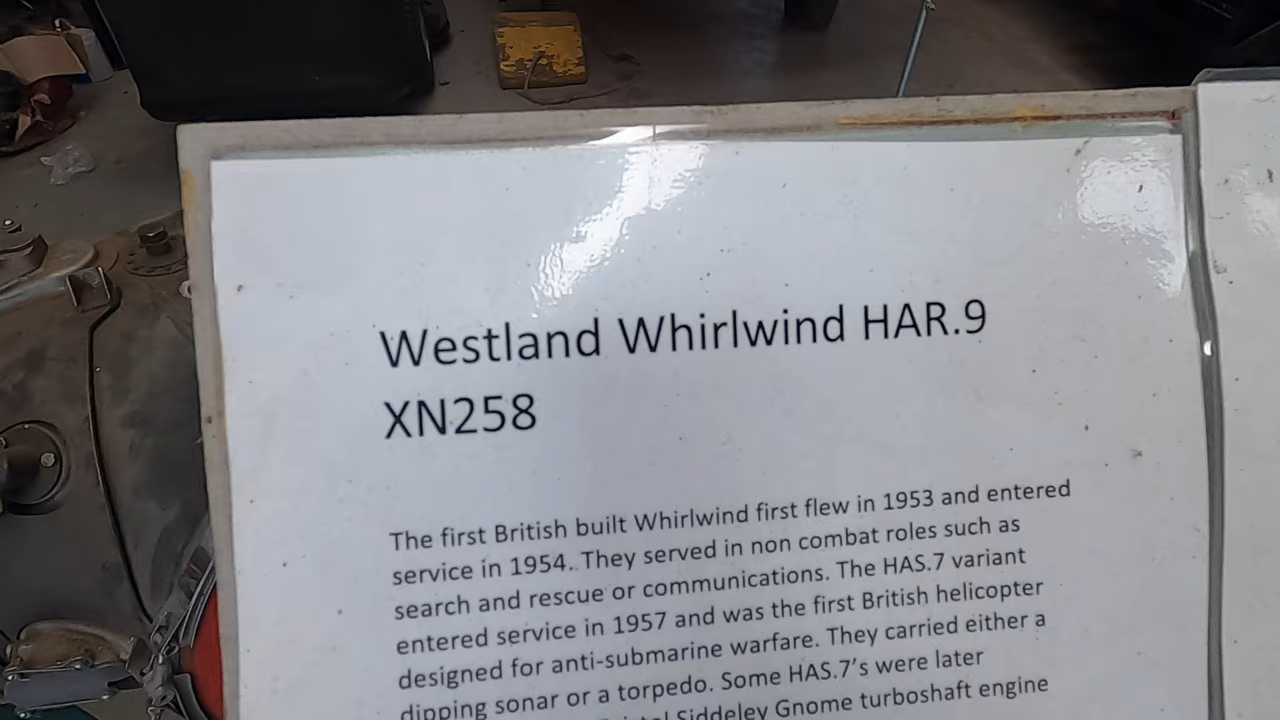 Westland Whirlwind HAR.9
XN258
The first British built Whirlwind first flew in 1953 and entered
service in 1954. They served in non combat roles such as
search and rescue or communications. The HAS.7 variant
entered service in 1957 and was the first British helicopter
designed for anti-submarine warfare. They carried either a
dipping sonar or a torpedo. Some HAS.7's were later
Siddeley Gnome turboshaft engine